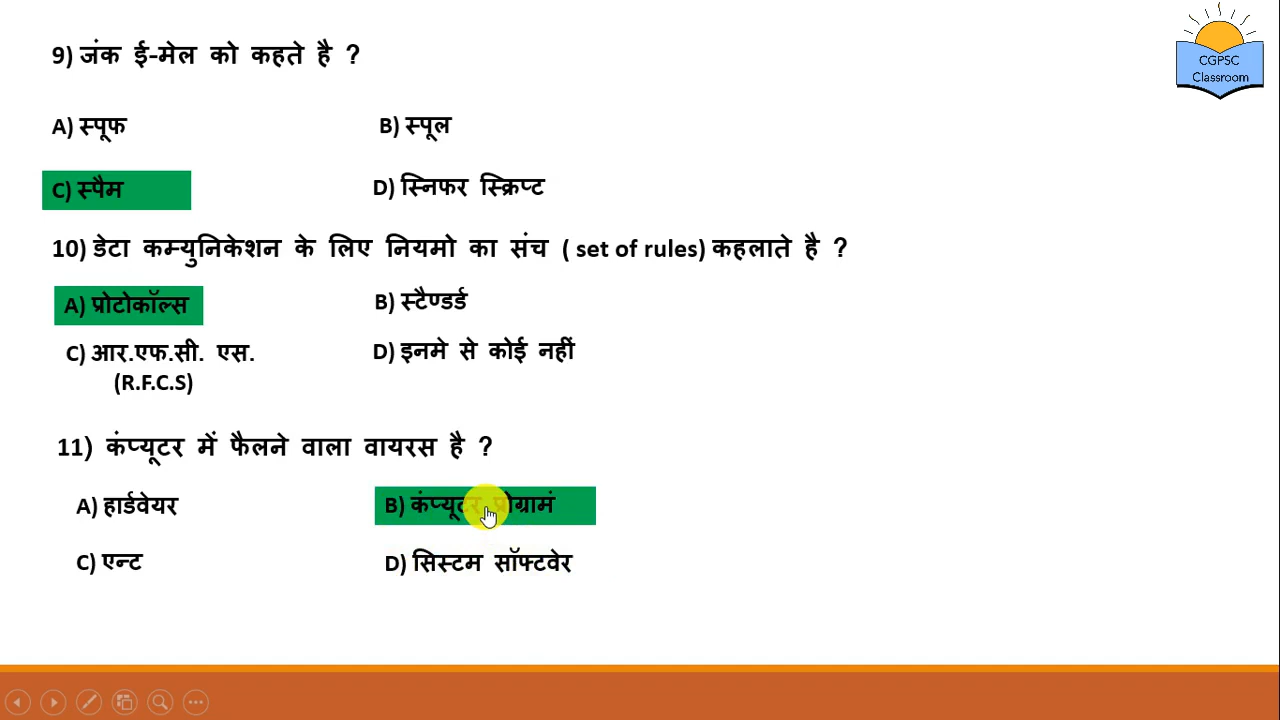 CGPSC
Classroom
9) जंक ई-मेल को कहते है ?
A) स्पूफ B) स्पूल
C) स्पैम D) स्निफर स्क्रिप्ट
10) डेटा कम्युनिकेशन के लिए नियमो का संच ( set of rules) कहलाते है ?
A) प्रोटोकॉल्स B) स्टैण्डर्ड
C) आर.एफ.सी. एस. D) इनमे से कोई नहीं
(R.F.C.S)
11) कंप्यूटर में फैलने वाला वायरस है ?
A) हार्डवेयर B) कंप्यूटर प्रोग्रामं
C) एन्ट D) सिस्टम सॉफ्टवेर